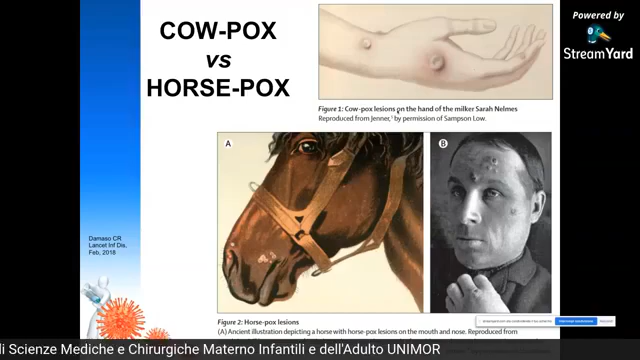 COW-POX
vs
HORSE-POX
Powered by
StreamYard
Figure 1: Cow-pox lesions on the hand of the milker Sarah Nelmes
Reproduced from Jenner,¹ by permission of Sampson Low.
A
B
Damaso CR
Lancet Inf Dis.
Feb, 2018
Figure 2: Horse-pox lesions
(A) Ancient illustration depicting a horse with horse-pox lesions on the mouth and nose. Reproduced from
di Scienze Mediche e Chirurgiche Materno Infantili e dell'Adulto UNIMOR